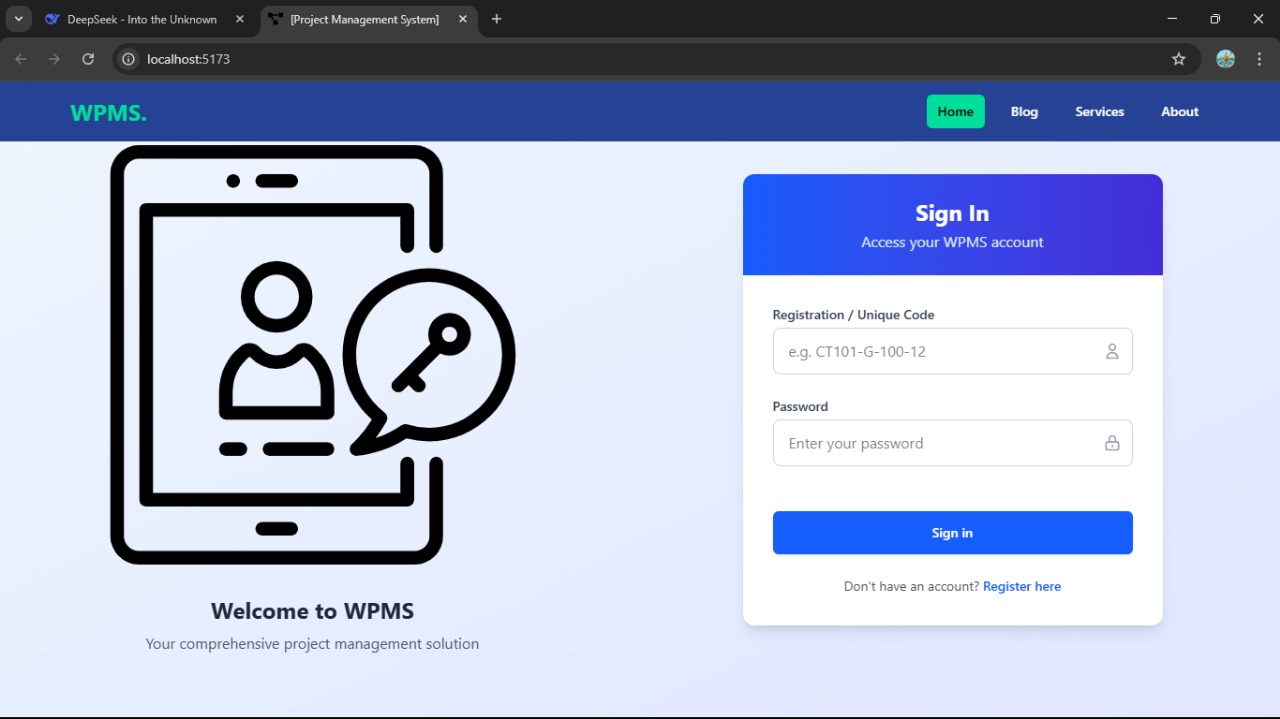 DeepSeek - Into the Unknown
[Project Management System]
localhost:5173
WPMS.
Home
Blog
Services
About
Welcome to WPMS
Your comprehensive project management solution
Sign In
Access your WPMS account
Registration / Unique Code
e.g. CT101-G-100-12
Password
Enter your password
Sign in
Don't have an account? Register here